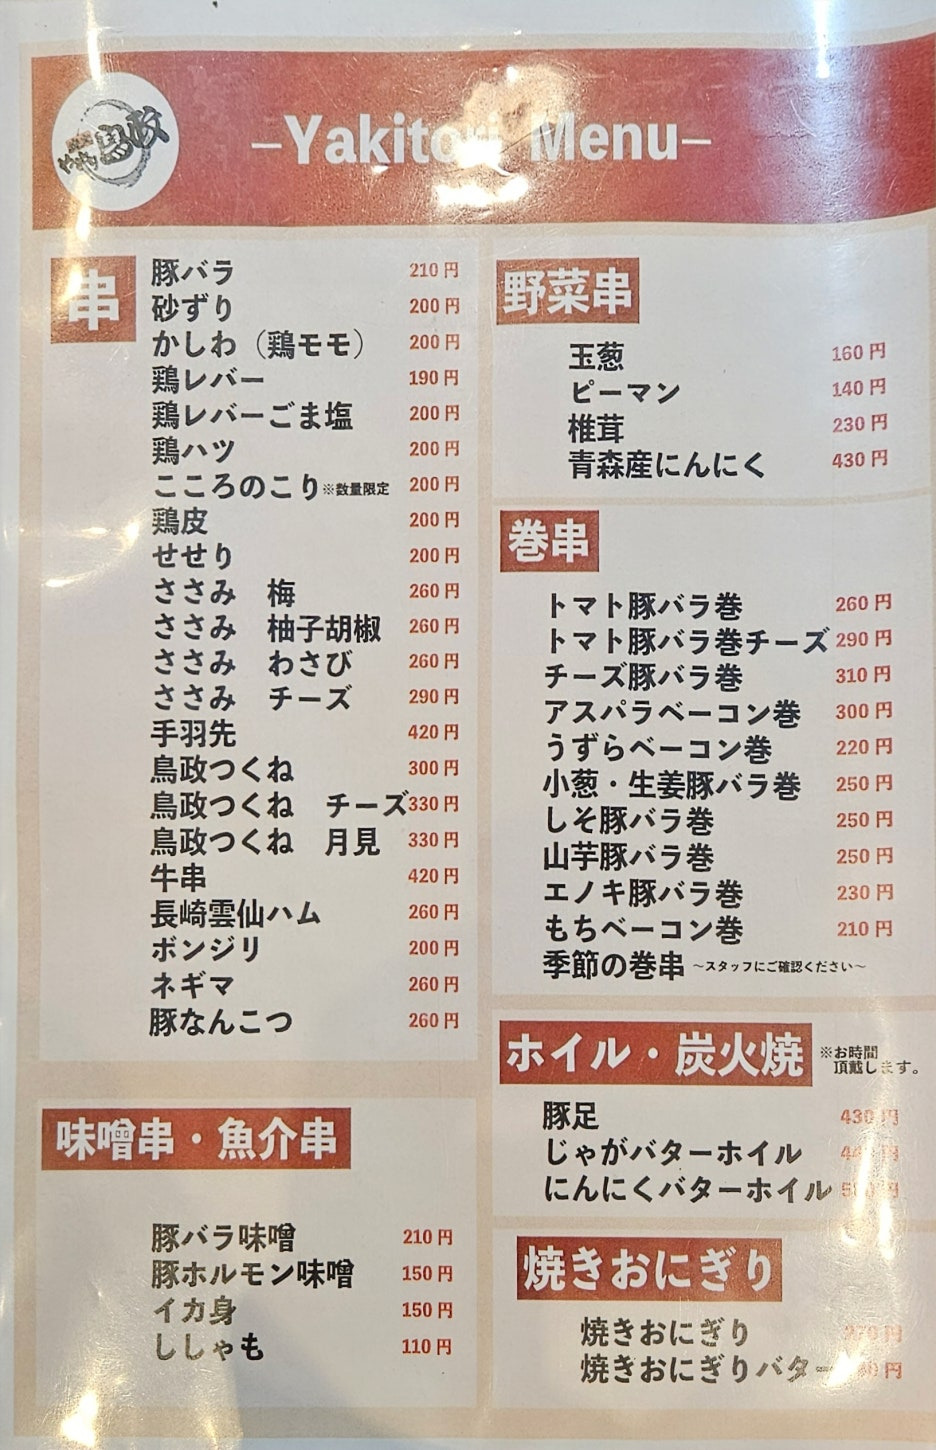 鳥政
–Yakitori Menu–
串
豚バラ 210円
砂ずり 200円
かしわ（鶏モモ） 200円
鶏レバー 190円
鶏レバーごま塩 200円
鶏ハツ 200円
こころのこり※数量限定 200円
鶏皮 200円
せせり 200円
ささみ 梅 260円
ささみ 柚子胡椒 260円
ささみ わさび 260円
ささみ チーズ 290円
手羽先 420円
鳥政つくね 300円
鳥政つくね チーズ 330円
鳥政つくね 月見 330円
牛串 420円
長崎雲仙ハム 260円
ボンジリ 200円
ネギマ 260円
豚なんこつ 260円
味噌串・魚介串
豚バラ味噌 210円
豚ホルモン味噌 150円
イカ身 150円
ししゃも 110円
野菜串
玉葱 160円
ピーマン 140円
椎茸 230円
青森産にんにく 430円
巻串
トマト豚バラ巻 260円
トマト豚バラ巻チーズ 290円
チーズ豚バラ巻 310円
アスパラベーコン巻 300円
うずらベーコン巻 220円
小葱・生姜豚バラ巻 250円
しそ豚バラ巻 250円
山芋豚バラ巻 250円
エノキ豚バラ巻 230円
もちベーコン巻 210円
季節の巻串 ～スタッフにご確認ください～
ホイル・炭火焼
※お時間
頂戴します。
豚足 430円
じゃがバターホイル 円
にんにくバターホイル 円
焼きおにぎり
焼きおにぎり 円
焼きおにぎりバター 円